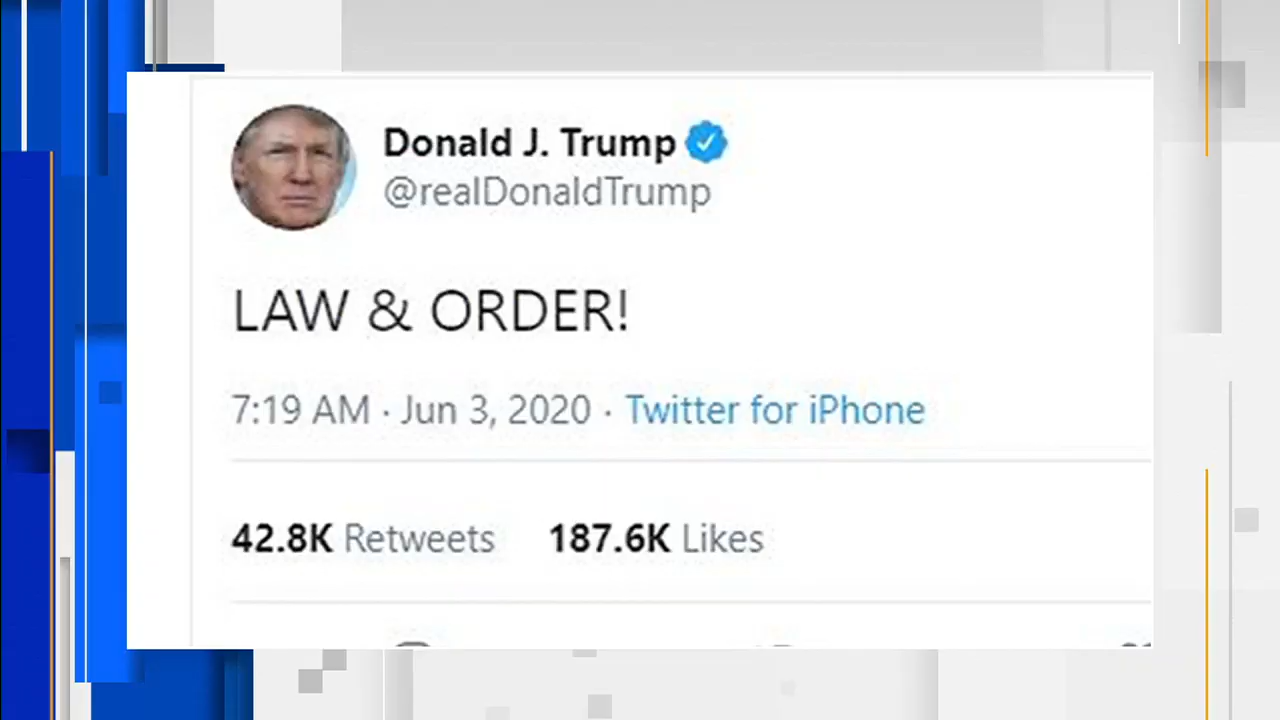 Donald J. Trump
@realDonaldTrump
LAW & ORDER!
7:19 AM · Jun 3, 2020 · Twitter for iPhone
42.8K Retweets 187.6K Likes